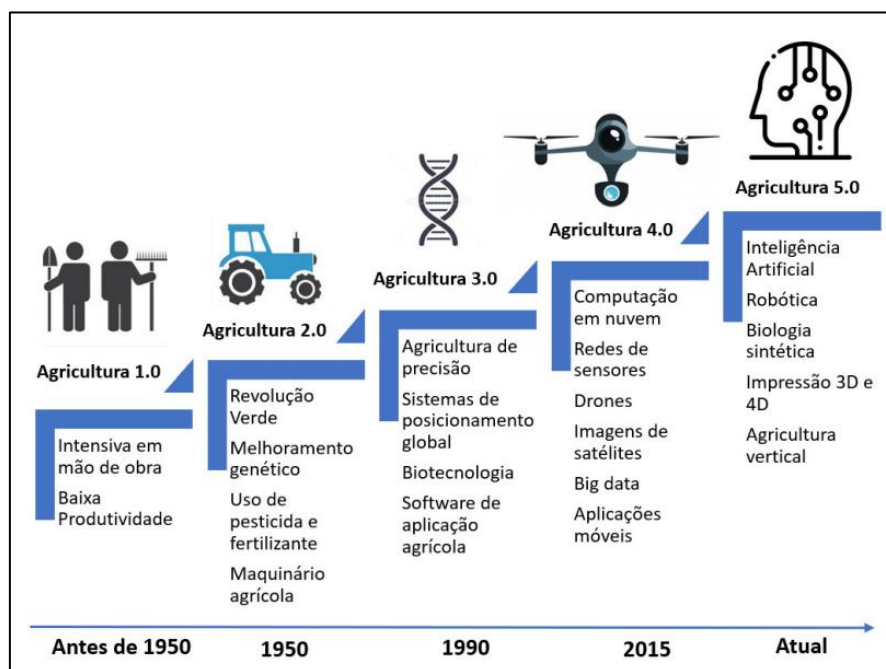 Agricultura 1.0
Intensiva em
mão de obra
Baixa
Produtividade
Antes de 1950
Agricultura 2.0
Revolução
Verde
Melhoramento
genético
Uso de
pesticida e
fertilizante
Maquinário
agrícola
1950
Agricultura 3.0
Agricultura de
precisão
Sistemas de
posicionamento
global
Biotecnologia
Software de
aplicação
agrícola
1990
Agricultura 4.0
Computação
em nuvem
Redes de
sensores
Drones
Imagens de
satélites
Big data
Aplicações
móveis
2015
Agricultura 5.0
Inteligência
Artificial
Robótica
Biologia
sintética
Impressão 3D e
4D
Agricultura
vertical
Atual